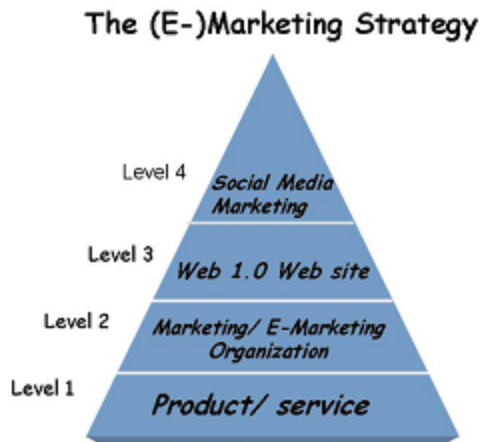 The (E-)Marketing Strategy
Level 4
Social Media
Marketing
Level 3
Web 1.0 Web site
Level 2
Marketing/ E-Marketing
Organization
Level 1
Product/ service